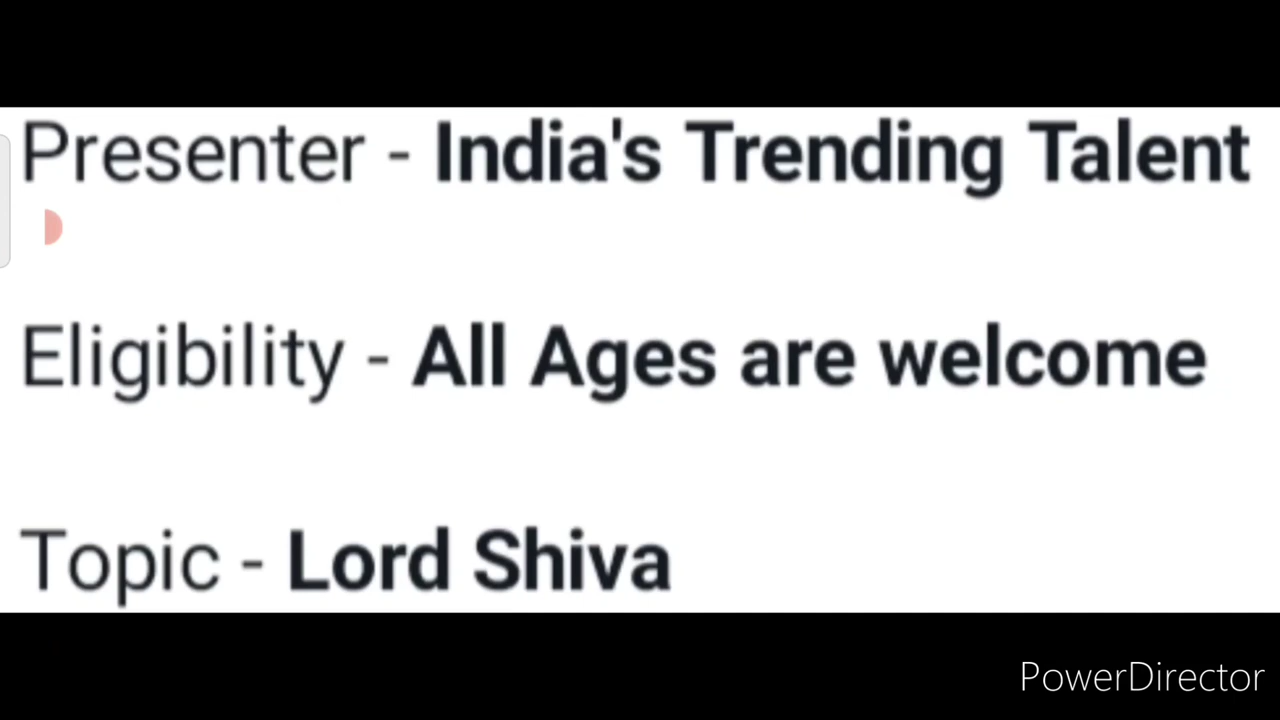 Presenter - India's Trending Talent
Eligibility - All Ages are welcome
Topic - Lord Shiva
PowerDirector